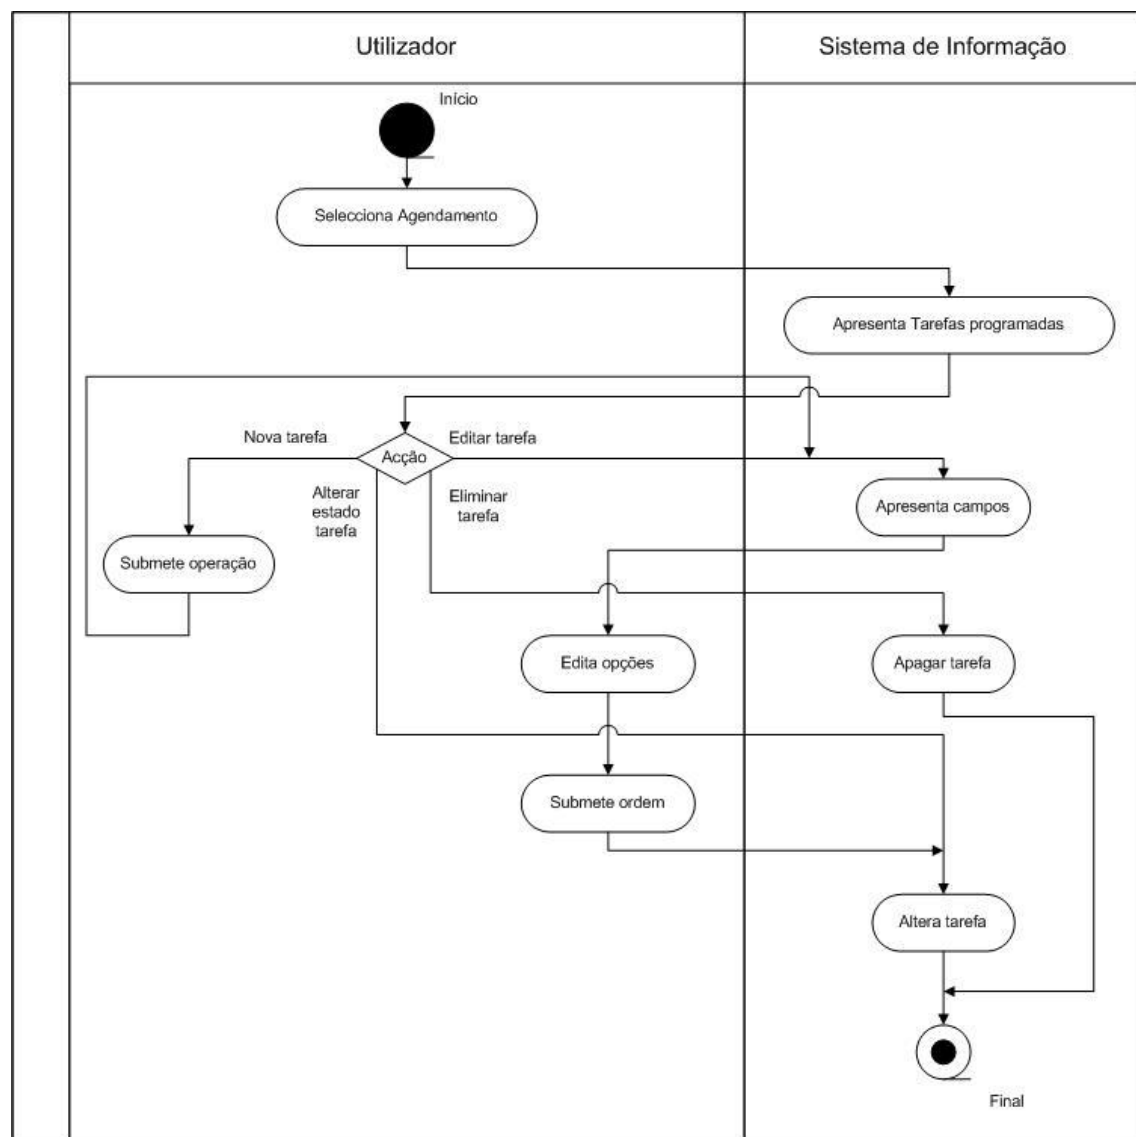 Utilizador
Sistema de Informação
Início
Selecciona Agendamento
Apresenta Tarefas programadas
Nova tarefa
Editar tarefa
Acção
Alterar
estado
tarefa
Eliminar
tarefa
Apresenta campos
Submete operação
Edita opções
Apagar tarefa
Submete ordem
Altera tarefa
Final